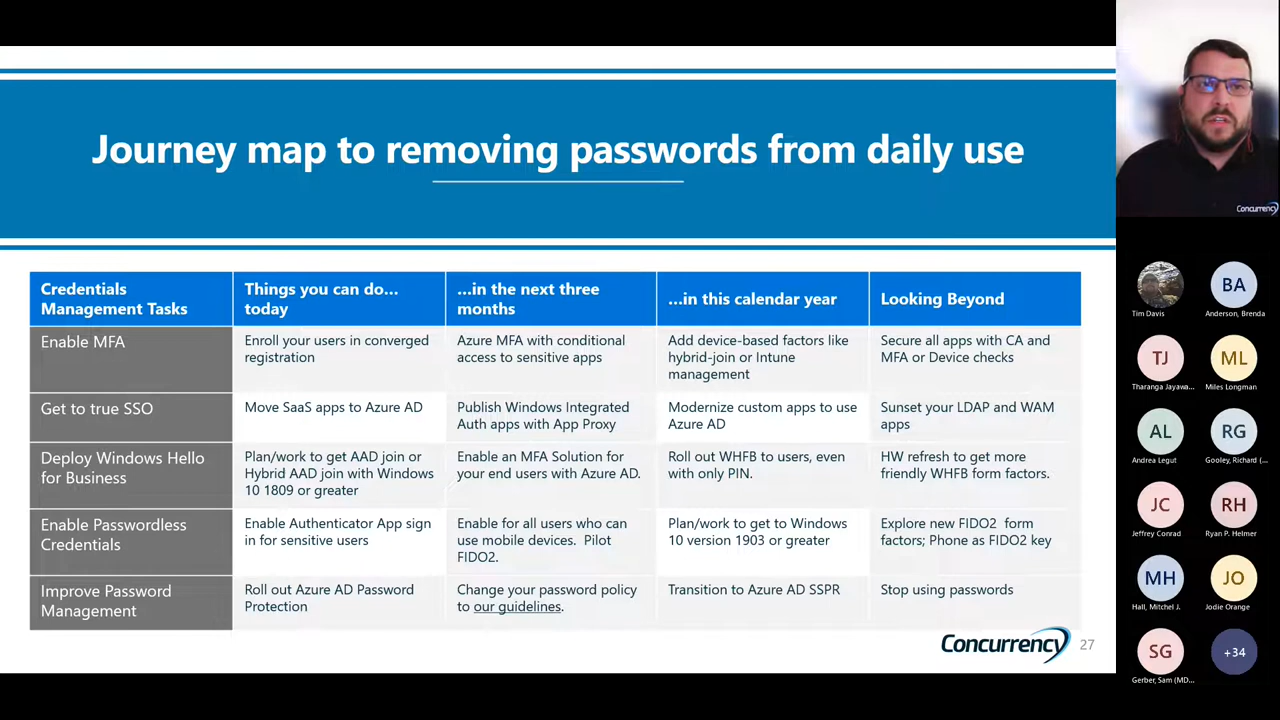 Journey map to removing passwords from daily use
Credentials
Management Tasks
Things you can do...
today
...in the next three
months
...in this calendar year
Looking Beyond
Enable MFA
Enroll your users in converged
registration
Azure MFA with conditional
access to sensitive apps
Add device-based factors like
hybrid-join or Intune
management
Secure all apps with CA and
MFA or Device checks
Get to true SSO
Move SaaS apps to Azure AD
Publish Windows Integrated
Auth apps with App Proxy
Modernize custom apps to use
Azure AD
Sunset your LDAP and WAM
apps
Deploy Windows Hello
for Business
Plan/work to get AAD join or
Hybrid AAD join with Windows
10 1809 or greater
Enable an MFA Solution for
your end users with Azure AD.
Roll out WHFB to users, even
with only PIN.
HW refresh to get more
friendly WHFB form factors.
Enable Passwordless
Credentials
Enable Authenticator App sign
in for sensitive users
Enable for all users who can
use mobile devices. Pilot
FIDO2.
Plan/work to get to Windows
10 version 1903 or greater
Explore new FIDO2 form
factors; Phone as FIDO2 key
Improve Password
Management
Roll out Azure AD Password
Protection
Change your password policy
to our guidelines.
Transition to Azure AD SSPR
Stop using passwords
Concurrency
27
Concurrency
Tim Davis
BA
Anderson, Brenda
TJ
Tharanga Jayawa...
ML
Miles Longman
AL
Andrea Legut
RG
Gooley, Richard (...
JC
Jeffrey Conrad
RH
Ryan P. Helmer
MH
Hall, Mitchel J.
JO
Jodie Orange
SG
Gerber, Sam (MD...
+34